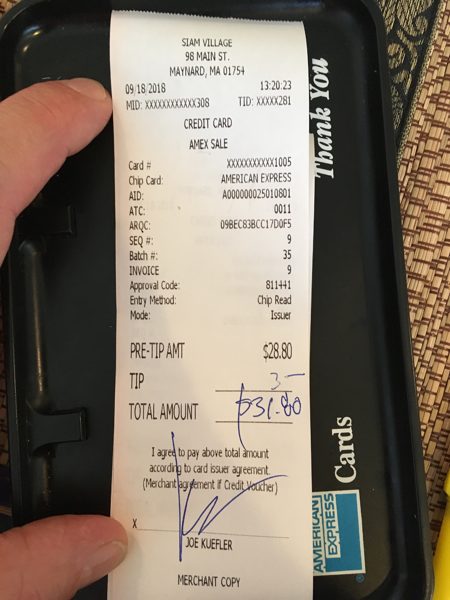 SIAM VILLAGE
98 MAIN ST.
MAYNARD, MA 01754
09/18/2018 13:20:23
MID: XXXXXXXXXXXX308 TID: XXXXX281
CREDIT CARD
AMEX SALE
Card # XXXXXXXXXXX1005
Chip Card: AMERICAN EXPRESS
AID: A000000025010801
ATC: 0011
ARQC: 09BEC83BCC17D0F5
SEQ #: 9
Batch #: 35
INVOICE 9
Approval Code: 811441
Entry Method: Chip Read
Mode: Issuer
PRE-TIP AMT $28.80
TIP 3-
TOTAL AMOUNT $31.80
I agree to pay above total amount
according to card issuer agreement.
(Merchant agreement if Credit Voucher)
X
JOE KUEFLER
MERCHANT COPY
Thank You
Cards
AMERICAN
EXPRESS